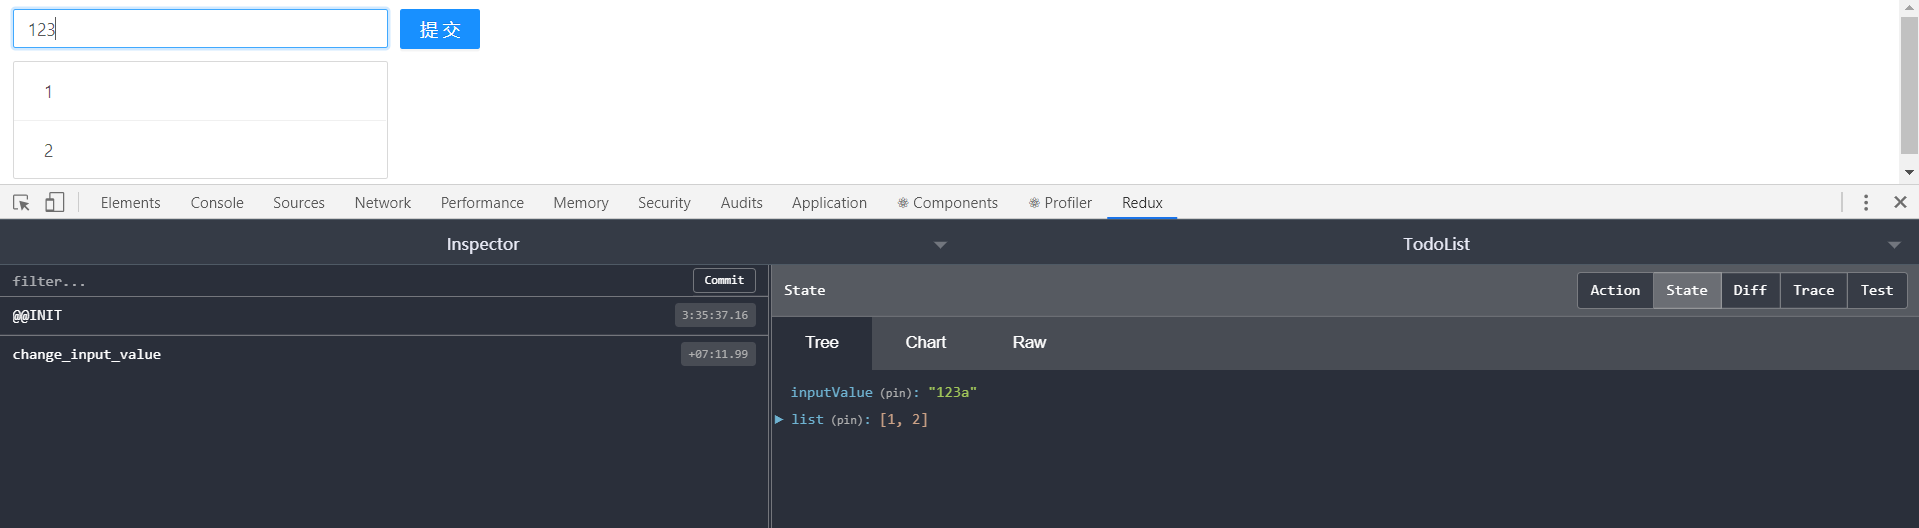 123 提 交
1
2
Elements Console Sources Network Performance Memory Security Audits Application Components Profiler Redux
Inspector TodoList
filter... Commit
State Action State Diff Trace Test
@@INIT 3:35:37.16
Tree Chart Raw
change_input_value +07:11.99
inputValue (pin): "123a"
list (pin): [1, 2]